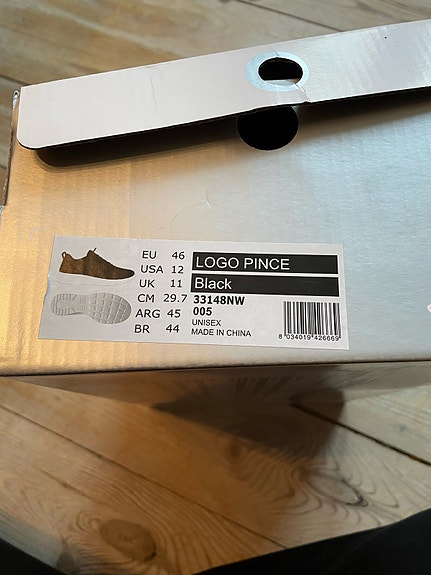 EU 46
USA 12
UK 11
CM 29.7
ARG 45
BR 44
LOGO PINCE
Black
33148NW
005
UNISEX
MADE IN CHINA
8 034019 426669